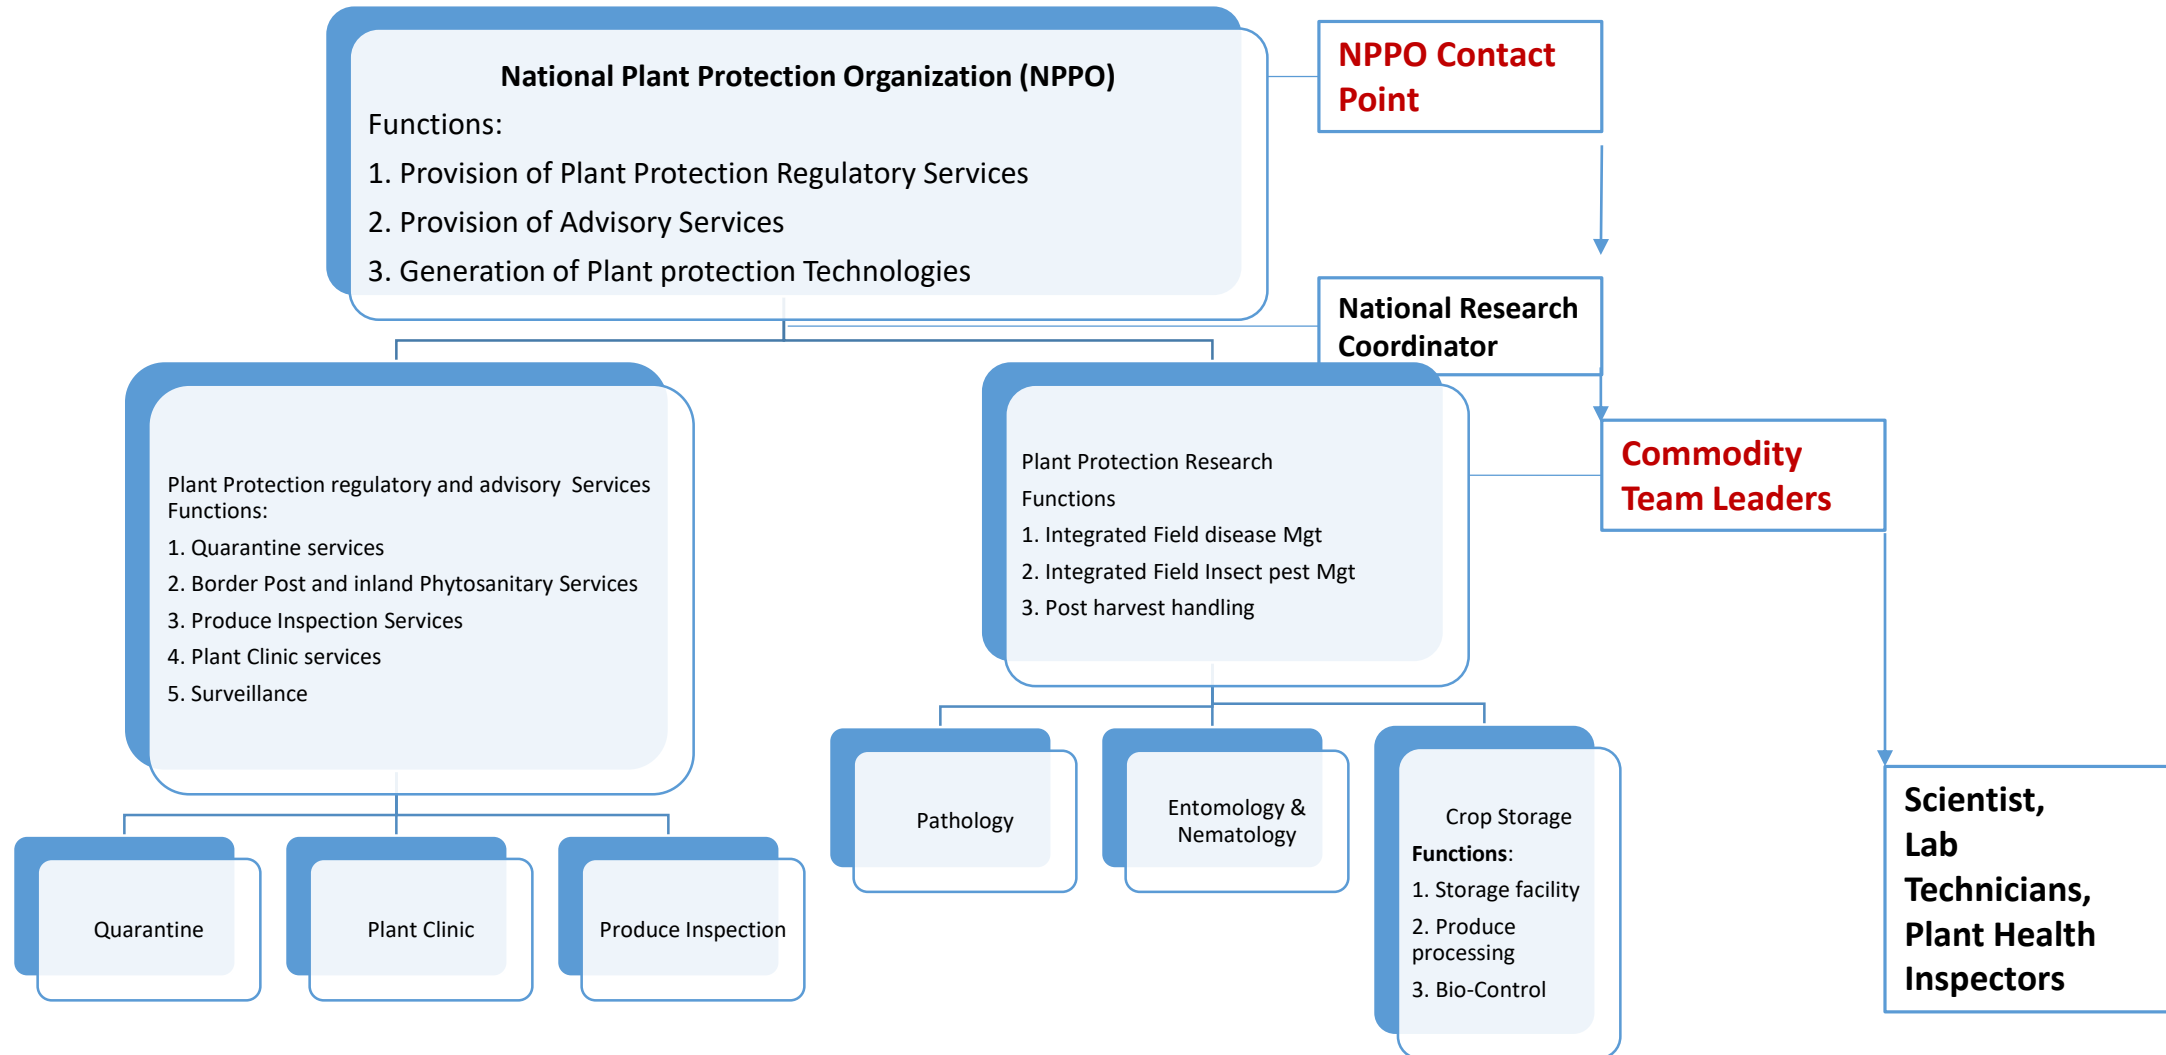 National Plant Protection Organization (NPPO)
Functions:
1. Provision of Plant Protection Regulatory Services
2. Provision of Advisory Services
3. Generation of Plant protection Technologies
NPPO Contact
Point
National Research
Coordinator
Plant Protection regulatory and advisory  Services
Functions:
1. Quarantine services
2. Border Post and inland Phytosanitary Services
3. Produce Inspection Services
4. Plant Clinic services
5. Surveillance
Plant Protection Research
Functions
1. Integrated Field disease Mgt
2. Integrated Field Insect pest Mgt
3. Post harvest handling
Commodity
Team Leaders
Quarantine
Plant Clinic
Produce Inspection
Pathology
Entomology &
Nematology
Crop Storage
Functions:
1. Storage facility
2. Produce
processing
3. Bio-Control
Scientist,
Lab
Technicians,
Plant Health
Inspectors